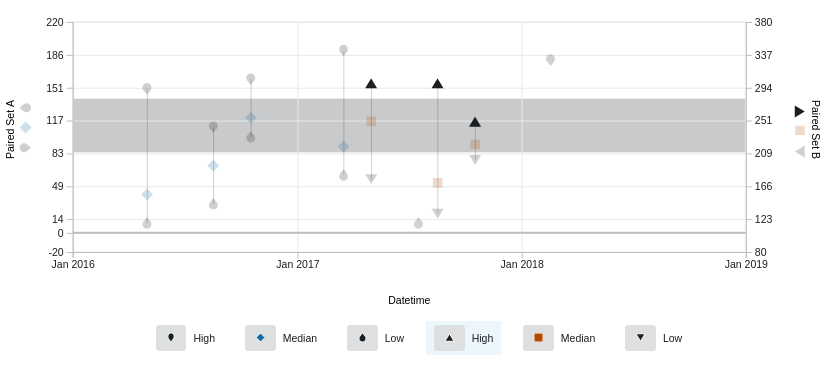 220
380
186
337
151
294
117
251
83
209
49
166
14
123
0
-20
80
Paired Set A
Paired Set B
Jan 2016
Jan 2017
Jan 2018
Jan 2019
Datetime
High
Median
Low
High
Median
Low